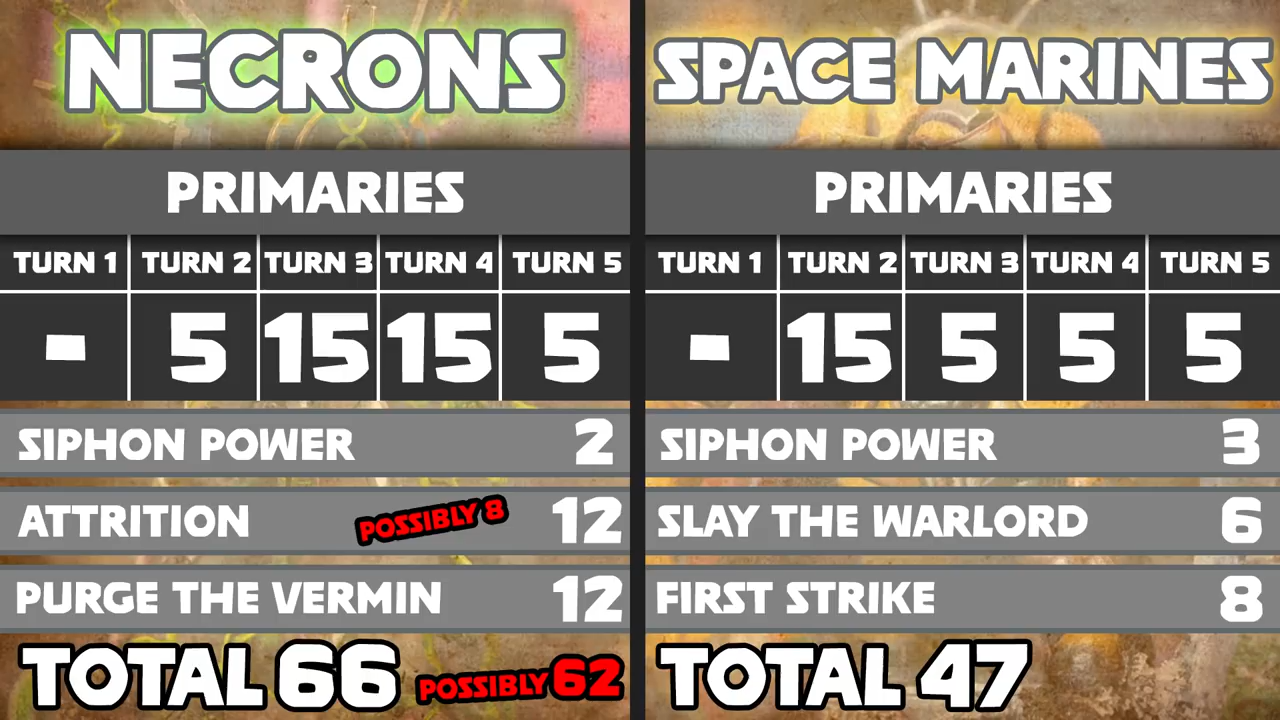 NECRONS
PRIMARIES
TURN 1 TURN 2 TURN 3 TURN 4 TURN 5
- 5 15 15 5
SIPHON POWER 2
ATTRITION POSSIBLY 8 12
PURGE THE VERMIN 12
TOTAL 66 POSSIBLY 62
SPACE MARINES
PRIMARIES
TURN 1 TURN 2 TURN 3 TURN 4 TURN 5
- 15 5 5 5
SIPHON POWER 3
SLAY THE WARLORD 6
FIRST STRIKE 8
TOTAL 47